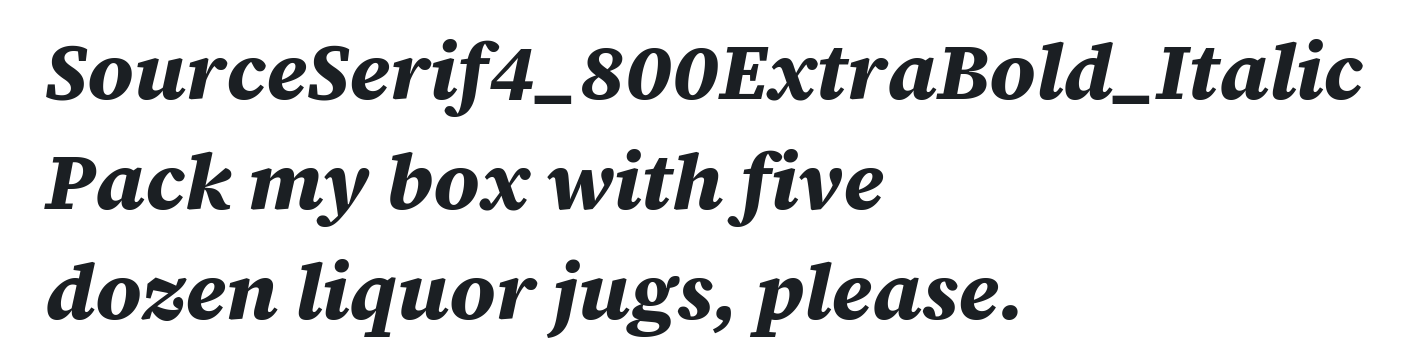 SourceSerif4_800ExtraBold_Italic
Pack my box with five
dozen liquor jugs, please.